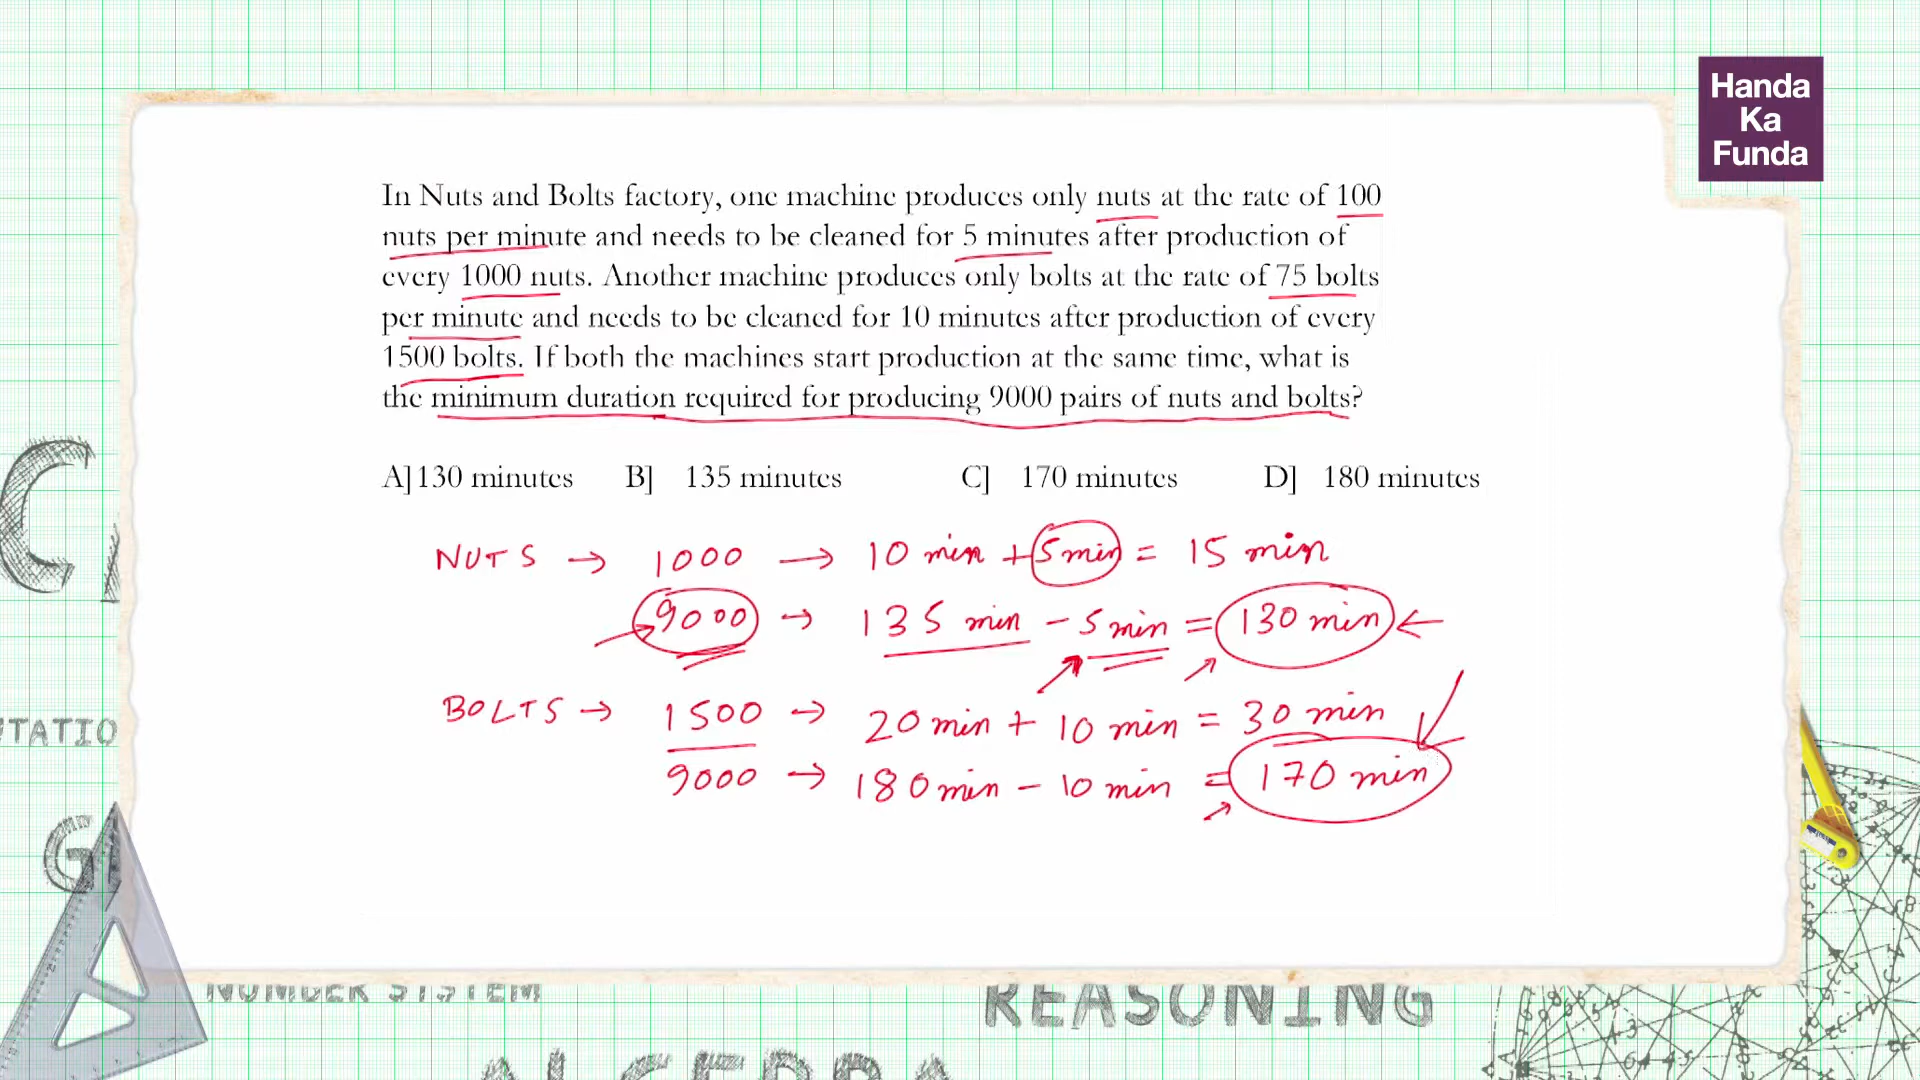 Handa
Ka
Funda
In Nuts and Bolts factory, one machine produces only nuts at the rate of 100
nuts per minute and needs to be cleaned for 5 minutes after production of
every 1000 nuts. Another machine produces only bolts at the rate of 75 bolts
per minute and needs to be cleaned for 10 minutes after production of every
1500 bolts. If both the machines start production at the same time, what is
the minimum duration required for producing 9000 pairs of nuts and bolts?
A] 130 minutes B] 135 minutes C] 170 minutes D] 180 minutes
NUTS → 1000 → 10 min + 5 min = 15 min
9000 → 135 min - 5 min = 130 min ←
BOLTS → 1500 → 20 min + 10 min = 30 min
9000 → 180 min - 10 min = 170 min
NUMBER SYSTEM
REASONING
ALGEBRA